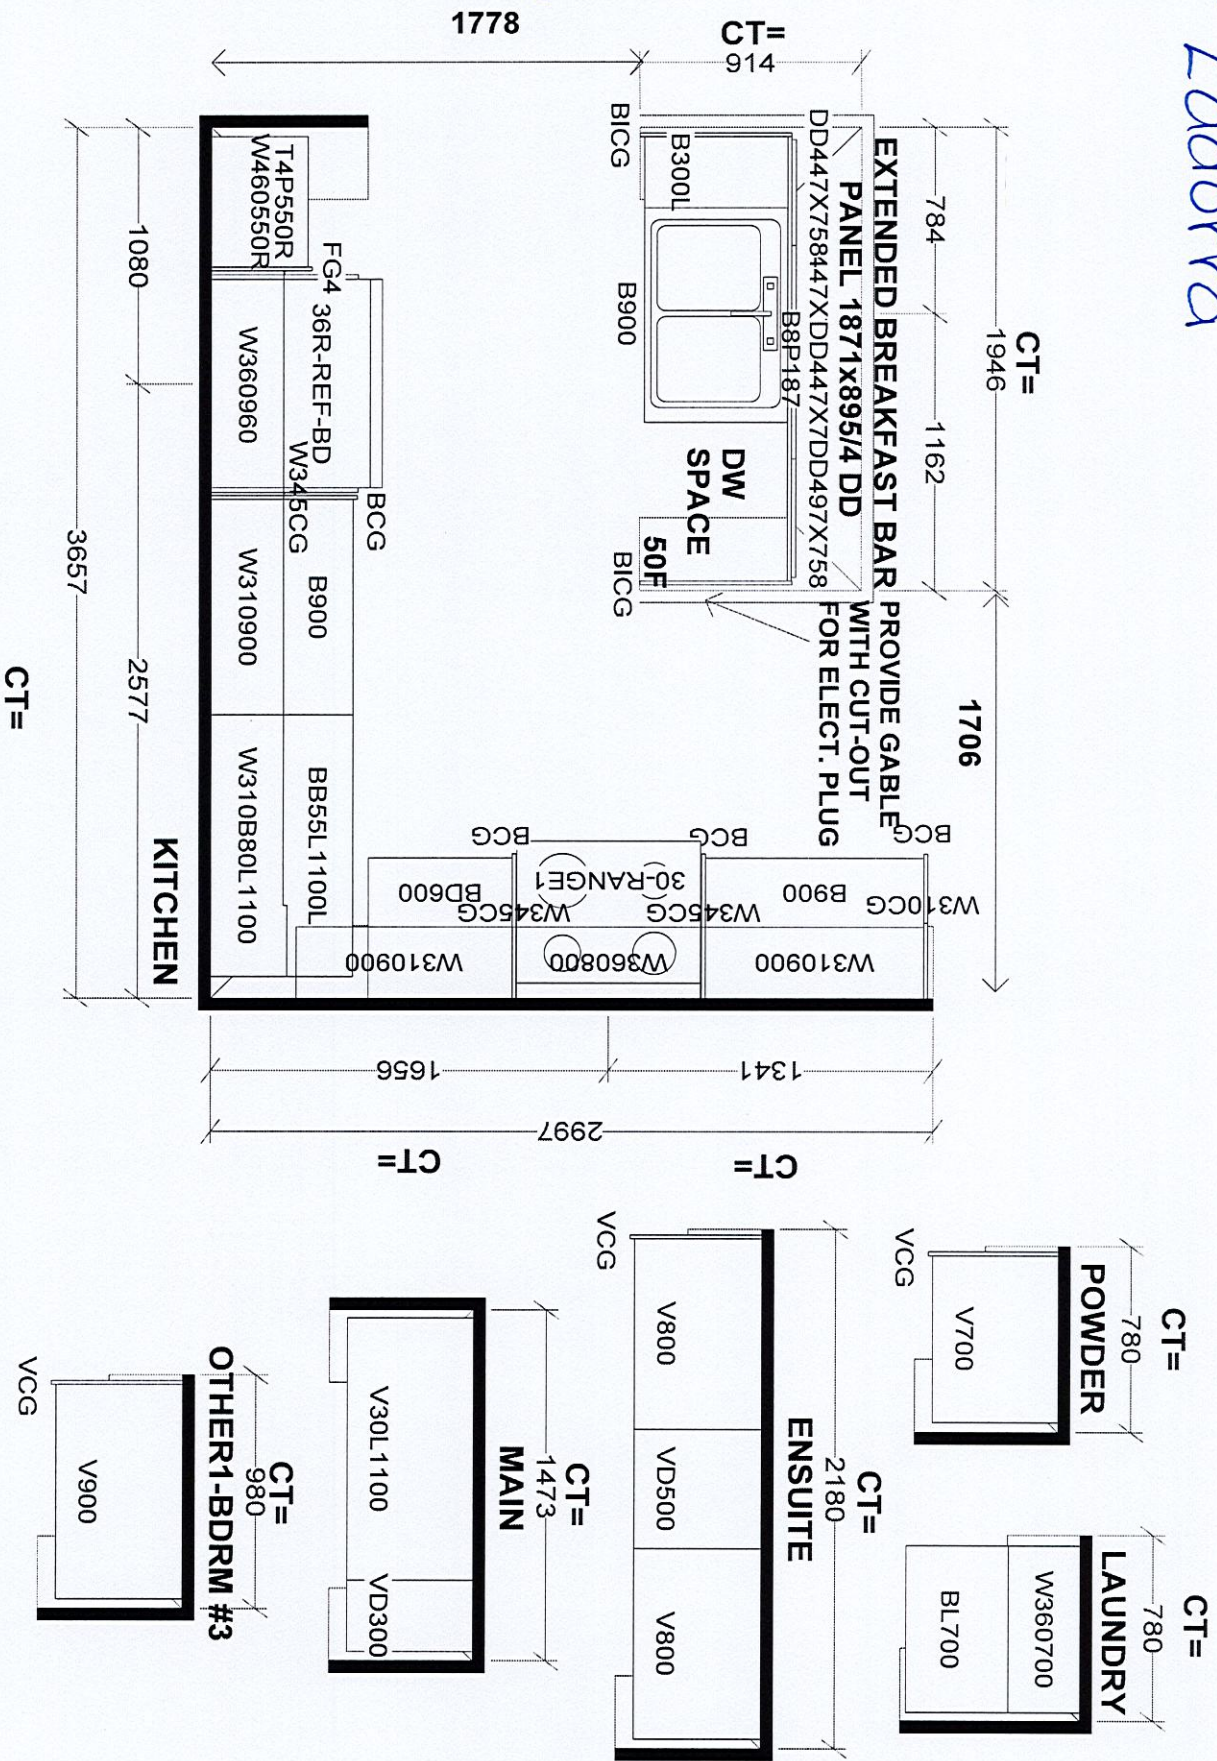 1778
CT=
914
BICG
B300L
DD447X758447X'DD447X7DD497X758
PANEL 1871x895/4 DD
EXTENDED BREAKFAST BAR
784
1162
CT=
1946
B8P187
B900
DW
SPACE
50F
BICG
PROVIDE GABLE
WITH CUT-OUT
FOR ELECT. PLUG
1706
T4P550R
W460550R
FG4
36R-REF-BD
W360960
W345CG
BCG
B900
W310900
BB55L1100L
W310B80L1100
1080
2577
3657
CT=
KITCHEN
BCG
BCG
BCG
BD600
W345CG
30-RANGE1
W345CG
B900
W310CG
W310900
W360800
W310900
1656
1341
2997
CT=
CT=
CT=
780
POWDER
V700
VCG
CT=
780
LAUNDRY
W360700
BL700
CT=
2180
ENSUITE
V800
VD500
V800
VCG
CT=
1473
MAIN
V30L1100
VD300
CT=
980
OTHER1-BDRM #3
V900
VCG